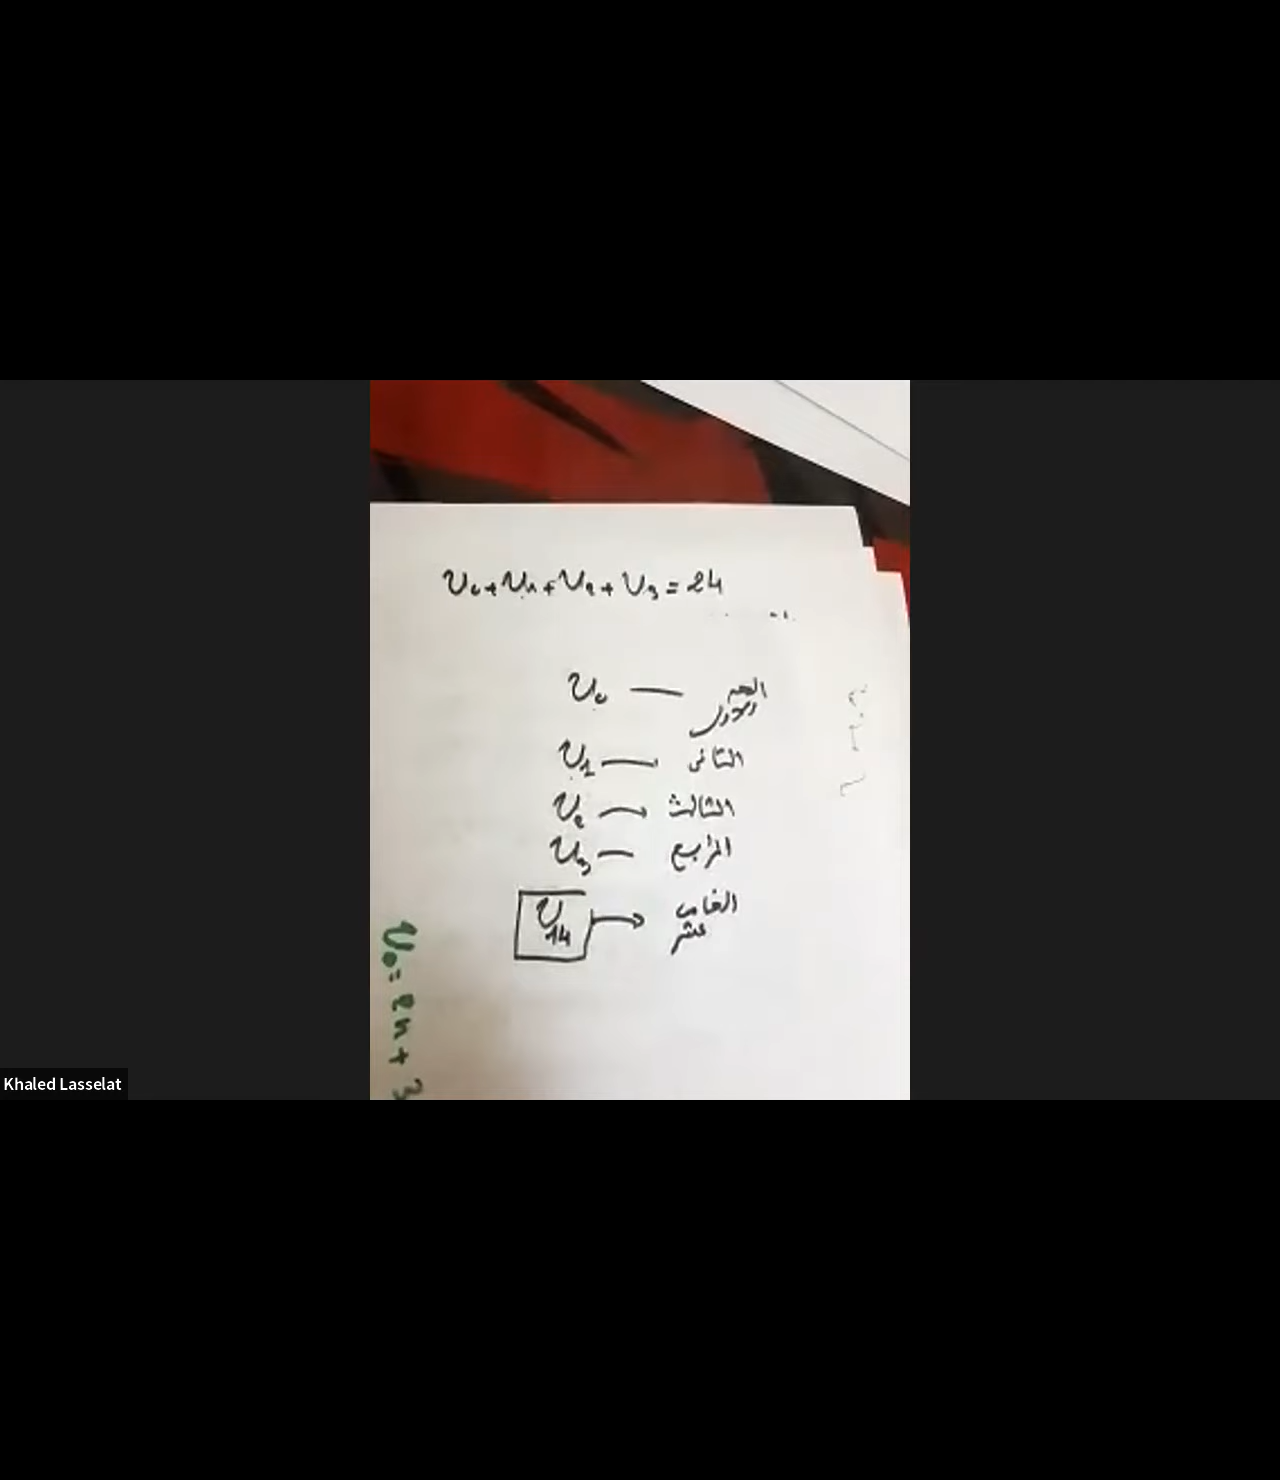 U₀+U₁+U₂+U₃=24
U₀ — الحد
الأول
U₁ — الثاني
U₂ — الثالث
U₃ — الرابع
U₁₄ → الخامس
عشر
U₀=2n+3
Khaled Lasselat